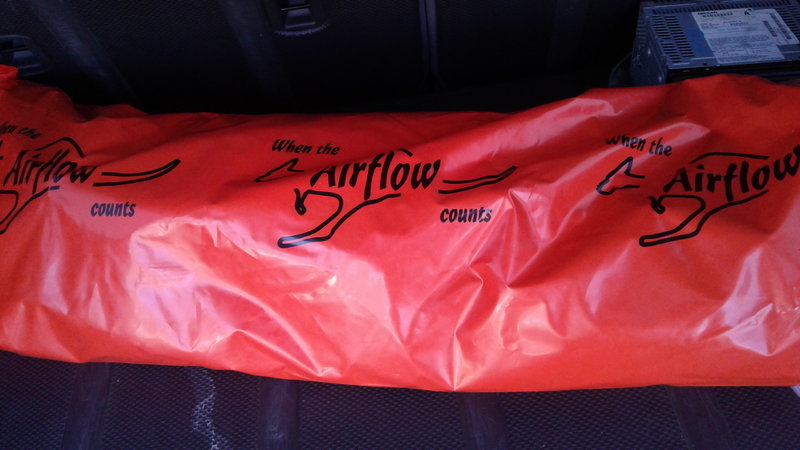 When the
Airflow
counts
When the
Airflow
counts
When the
Airflow